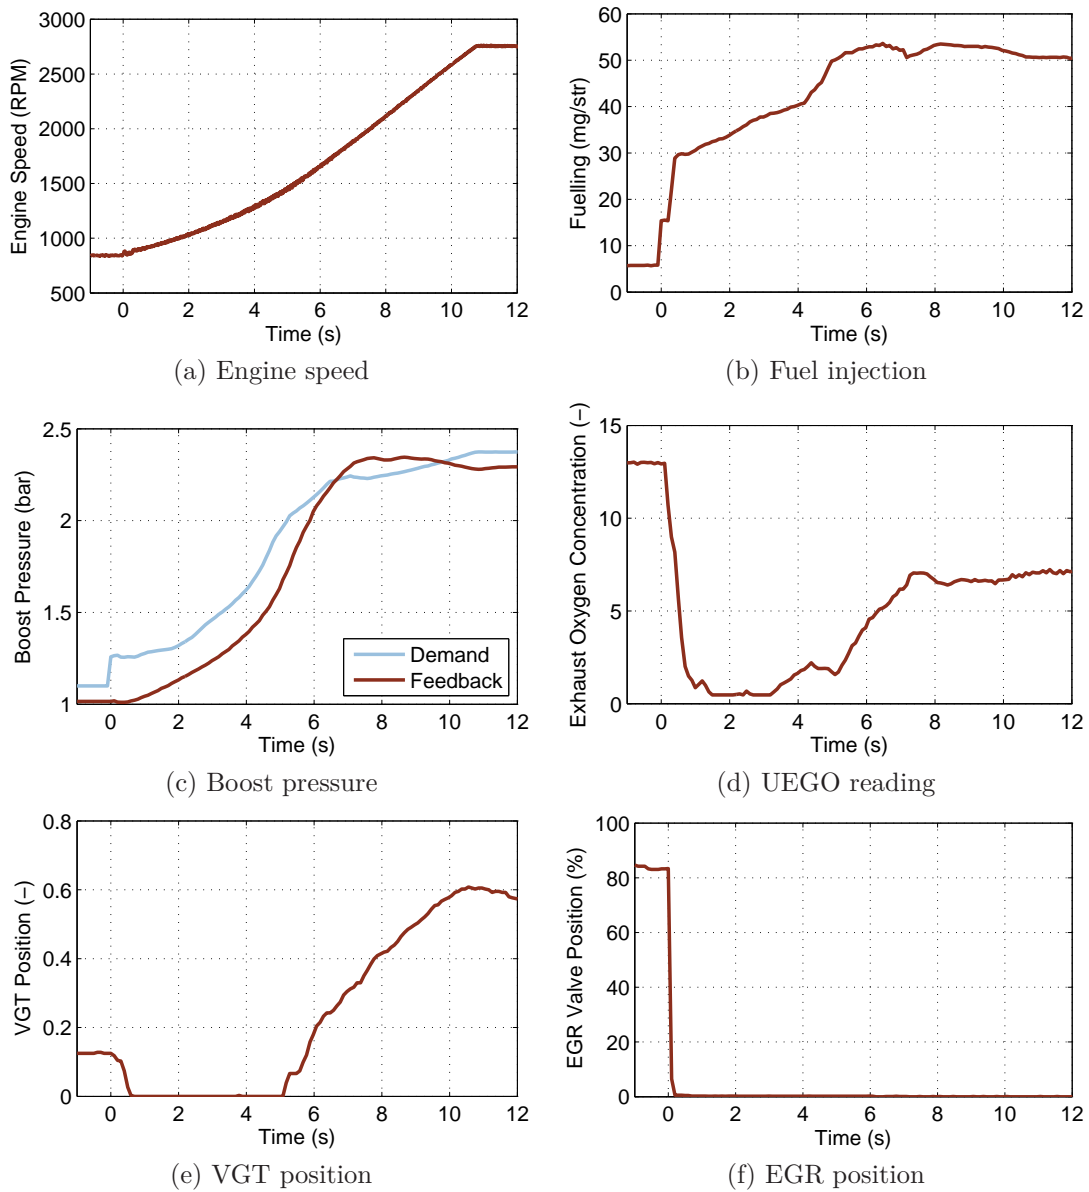 3000
2500
2000
1500
1000
500
Engine Speed (RPM)
0 2 4 6 8 10 12
Time (s)
(a) Engine speed
60
50
40
30
20
10
0
Fuelling (mg/str)
0 2 4 6 8 10 12
Time (s)
(b) Fuel injection
2.5
2
1.5
1
Boost Pressure (bar)
Demand
Feedback
0 2 4 6 8 10 12
Time (s)
(c) Boost pressure
15
10
5
0
Exhaust Oxygen Concentration (−)
0 2 4 6 8 10 12
Time (s)
(d) UEGO reading
0.8
0.6
0.4
0.2
0
VGT Position (−)
0 2 4 6 8 10 12
Time (s)
(e) VGT position
100
80
60
40
20
0
EGR Valve Position (%)
0 2 4 6 8 10 12
Time (s)
(f) EGR position